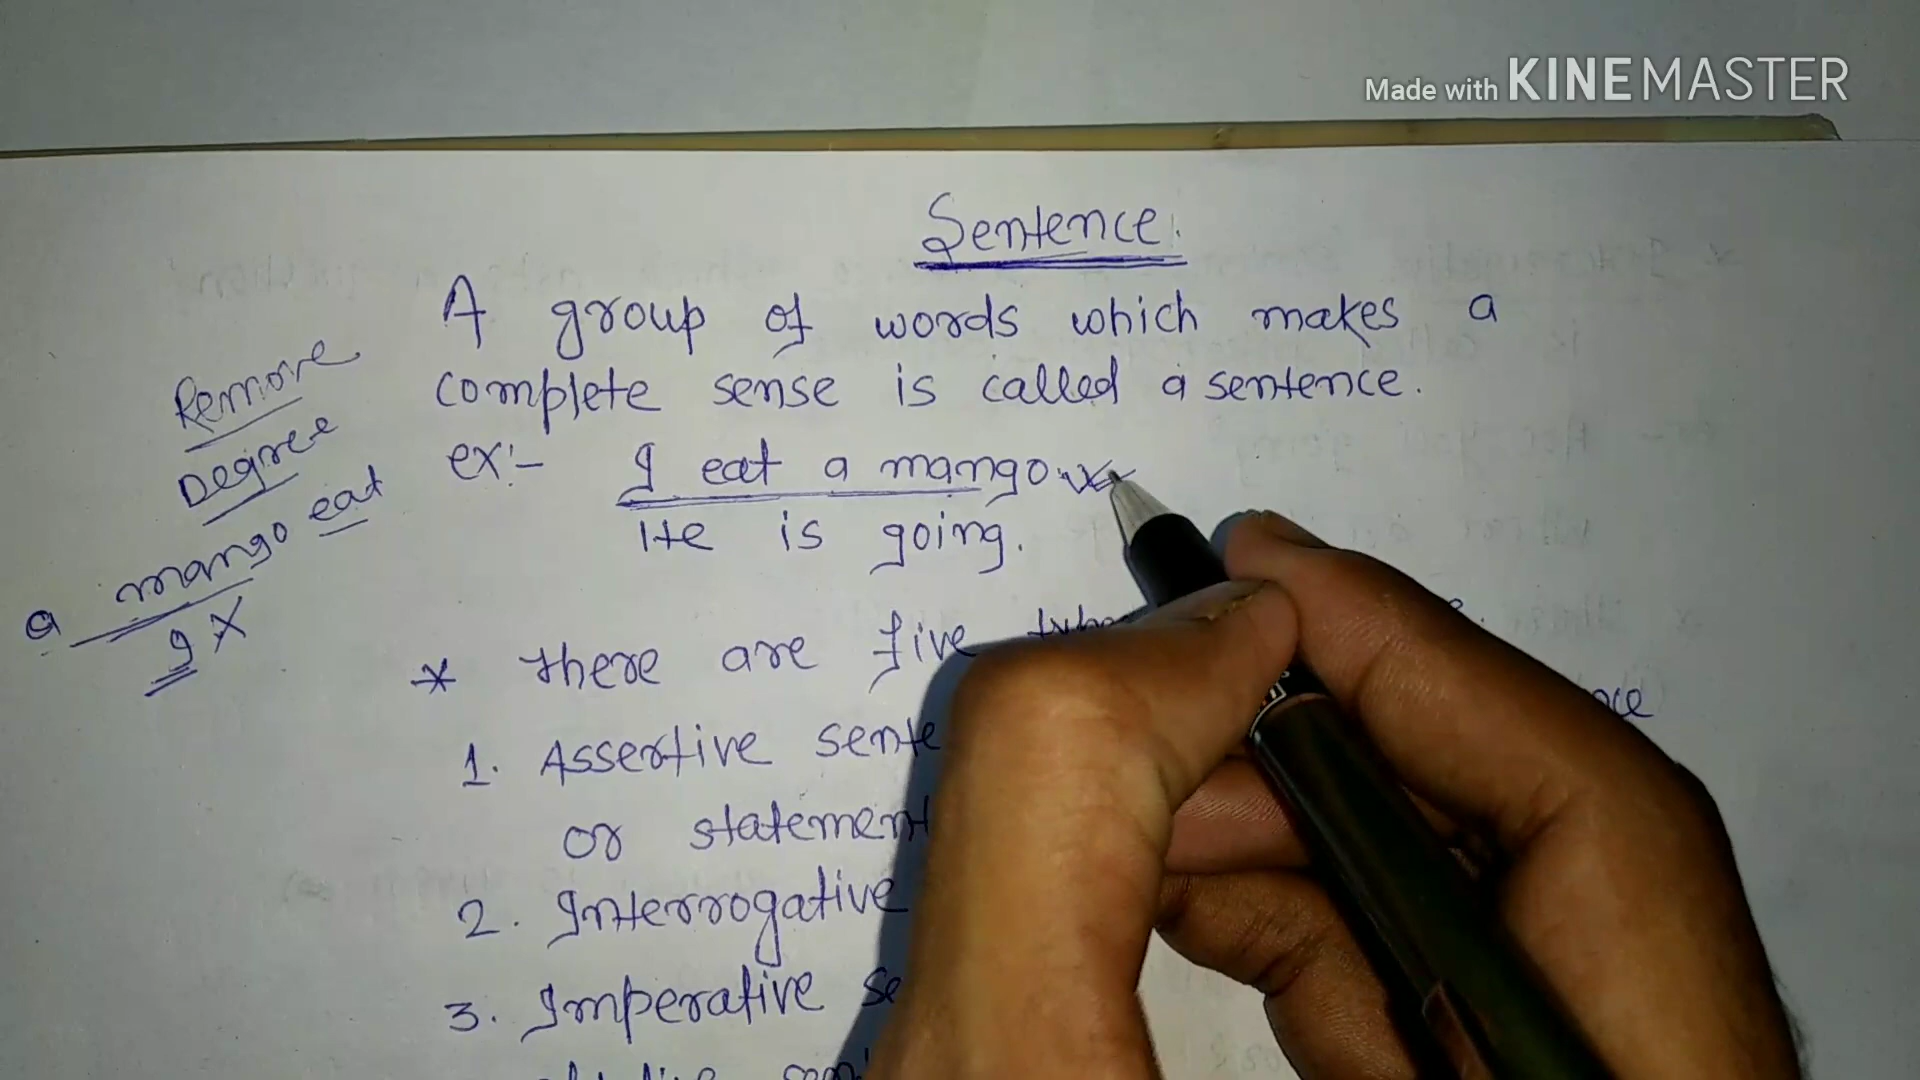 Made with KINEMASTER
Sentence.
A group of words which makes a
complete sense is called a sentence.
ex:- I eat a mango.
He is going.
* there are five
1. Assertive sente
or statement
2. Interrogative
3. Imperative se
Remove
Degree
a mango eat
I X